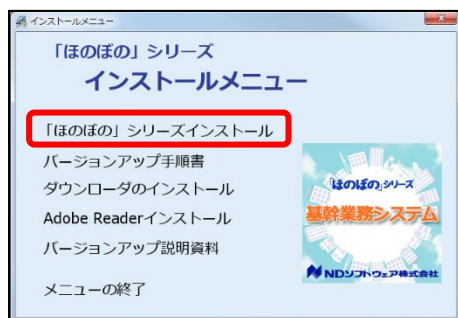 インストールメニュー
「ほのぼの」シリーズ
インストールメニュー
「ほのぼの」シリーズインストール
バージョンアップ手順書
ダウンローダのインストール
Adobe Readerインストール
バージョンアップ説明資料
メニューの終了
「ほのぼの」シリーズ
基幹業務システム
NDソフトウェア株式会社